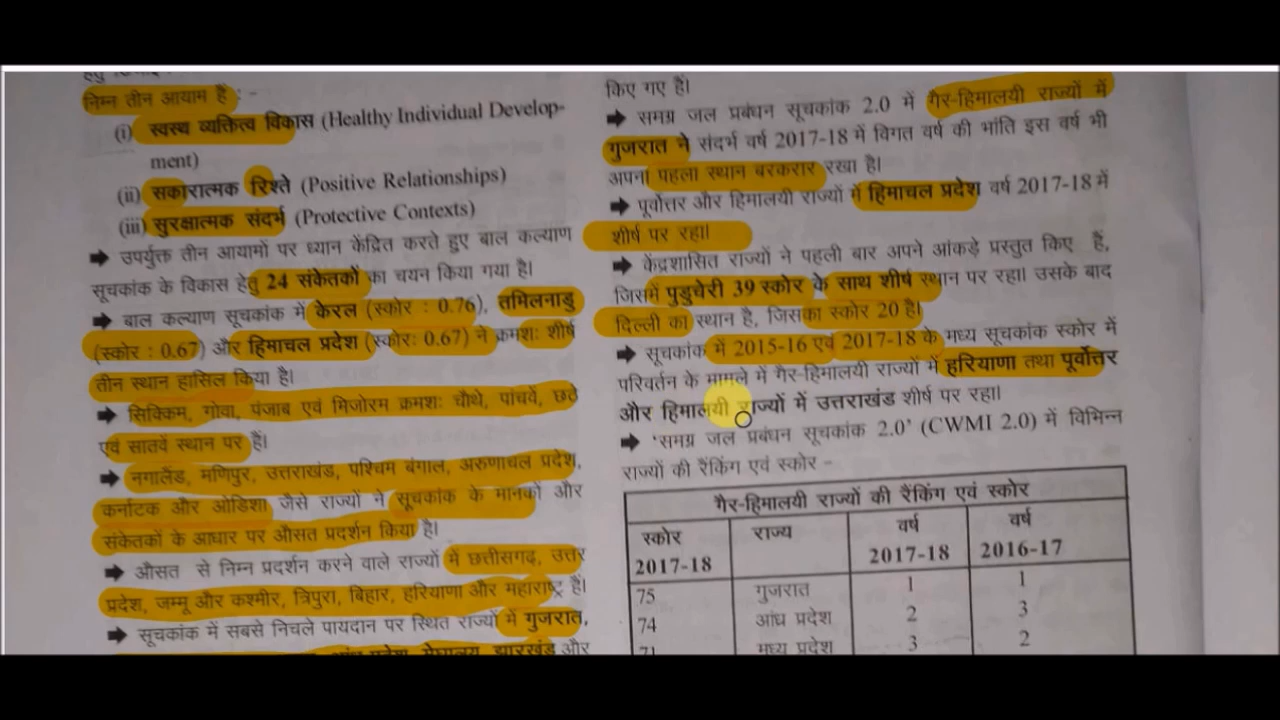 निम्न तीन आयाम हैं : -
(i) स्वस्थ व्यक्तित्व विकास (Healthy Individual Develop-
ment)
(ii) सकारात्मक रिश्ते (Positive Relationships)
(iii) सुरक्षात्मक संदर्भ (Protective Contexts)
➡ उपर्युक्त तीन आयामों पर ध्यान केंद्रित करते हुए बाल कल्याण
सूचकांक के विकास हेतु 24 संकेतकों का चयन किया गया है।
➡ बाल कल्याण सूचकांक में केरल (स्कोर : 0.76), तमिलनाडु
(स्कोर : 0.67) और हिमाचल प्रदेश (स्कोर: 0.67) ने क्रमशः शीर्ष
तीन स्थान हासिल किया है।
➡ सिक्किम, गोवा, पंजाब एवं मिजोरम क्रमशः चौथे, पांचवें, छठे
एवं सातवें स्थान पर हैं।
➡ नगालैंड, मणिपुर, उत्तराखंड, पश्चिम बंगाल, अरुणाचल प्रदेश,
कर्नाटक और ओडिशा जैसे राज्यों ने सूचकांक के मानकों और
संकेतकों के आधार पर औसत प्रदर्शन किया है।
➡ औसत से निम्न प्रदर्शन करने वाले राज्यों में छत्तीसगढ़, उत्तर
प्रदेश, जम्मू और कश्मीर, त्रिपुरा, बिहार, हरियाणा और महाराष्ट्र हैं।
➡ सूचकांक में सबसे निचले पायदान पर स्थित राज्यों में गुजरात,
आंध्र प्रदेश, मेघालय, झारखंड और
किए गए हैं।
➡ समग्र जल प्रबंधन सूचकांक 2.0 में गैर-हिमालयी राज्यों में
गुजरात ने संदर्भ वर्ष 2017-18 में विगत वर्ष की भांति इस वर्ष भी
अपना पहला स्थान बरकरार रखा है।
➡ पूर्वोत्तर और हिमालयी राज्यों में हिमाचल प्रदेश वर्ष 2017-18 में
शीर्ष पर रहा।
➡ केंद्रशासित राज्यों ने पहली बार अपने आंकड़े प्रस्तुत किए हैं,
जिसमें पुडुचेरी 39 स्कोर के साथ शीर्ष स्थान पर रहा। उसके बाद
दिल्ली का स्थान है, जिसका स्कोर 20 है।
➡ सूचकांक में 2015-16 एवं 2017-18 के मध्य सूचकांक स्कोर में
परिवर्तन के मामले में गैर-हिमालयी राज्यों में हरियाणा तथा पूर्वोत्तर
और हिमालयी राज्यों में उत्तराखंड शीर्ष पर रहा।
➡ ‘समग्र जल प्रबंधन सूचकांक 2.0’ (CWMI 2.0) में विभिन्न
राज्यों की रैंकिंग एवं स्कोर -
गैर-हिमालयी राज्यों की रैंकिंग एवं स्कोर
स्कोर राज्य वर्ष वर्ष
2017-18 2017-18 2016-17
75 गुजरात 1 1
74 आंध्र प्रदेश 2 3
71 मध्य प्रदेश 3 2